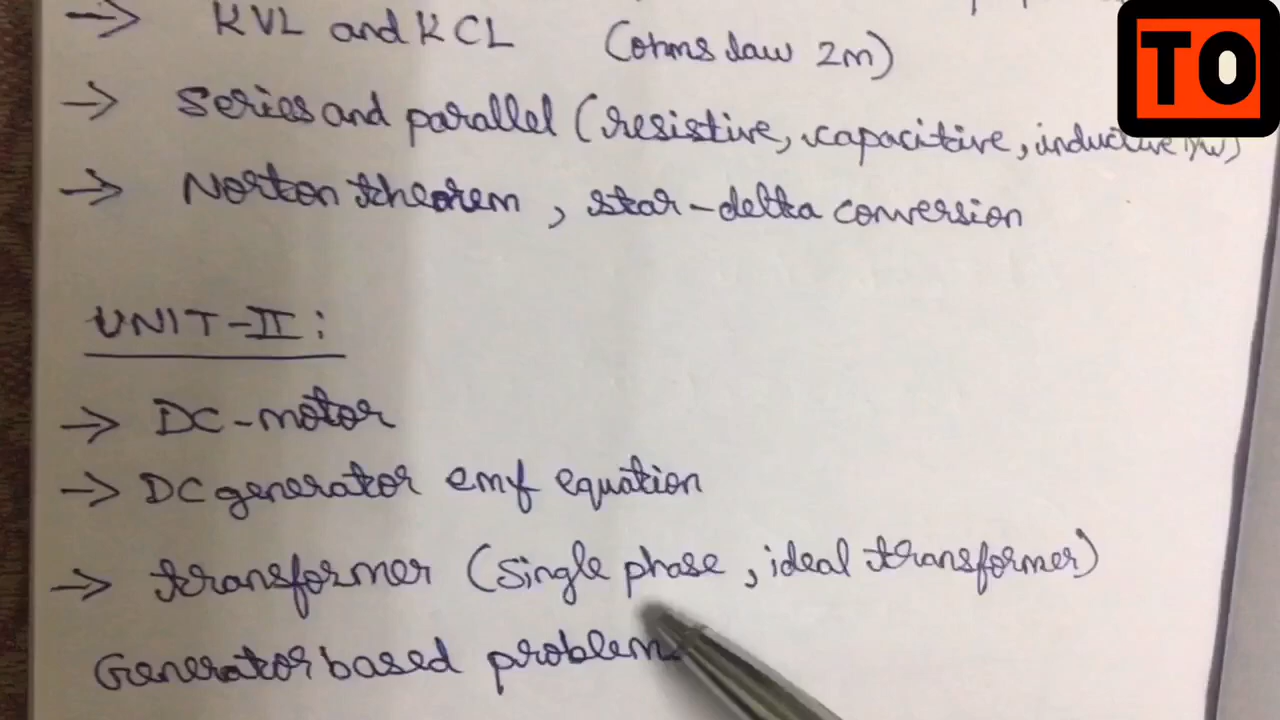 TO
→ KVL and KCL (ohms law 2m)
→ Series and parallel (resistive, capacitive, inductive
→ Norton theorem, star-delta conversion
UNIT-II:
→ DC-motor
→ DC generator emf equation
→ transformer (single phase, ideal transformer)
Generator based problem